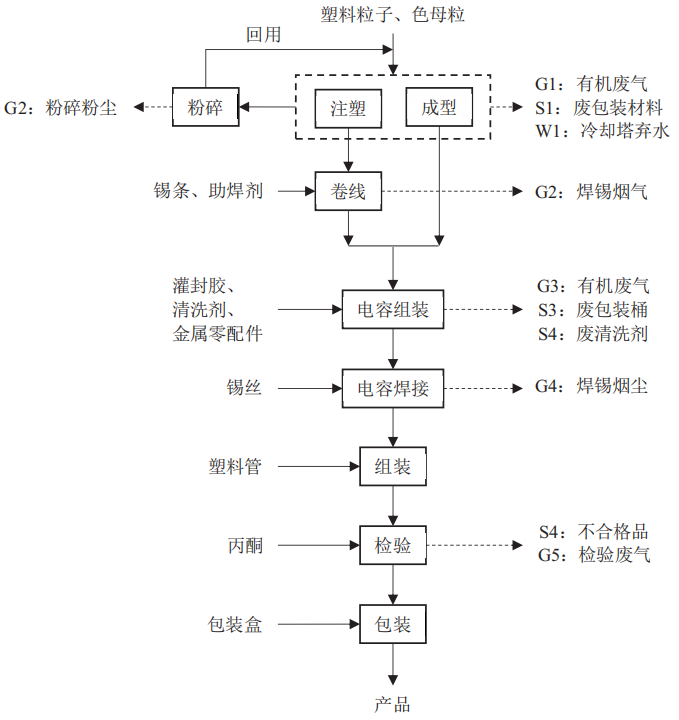 塑料粒子、色母粒
回用
G2：粉碎粉尘
粉碎
注塑
成型
G1：有机废气
S1：废包装材料
W1：冷却塔弃水
锡条、助焊剂
卷线
G2：焊锡烟气
灌封胶、
清洗剂、
金属零配件
电容组装
G3：有机废气
S3：废包装桶
S4：废清洗剂
锡丝
电容焊接
G4：焊锡烟尘
塑料管
组装
丙酮
检验
S4：不合格品
G5：检验废气
包装盒
包装
产品